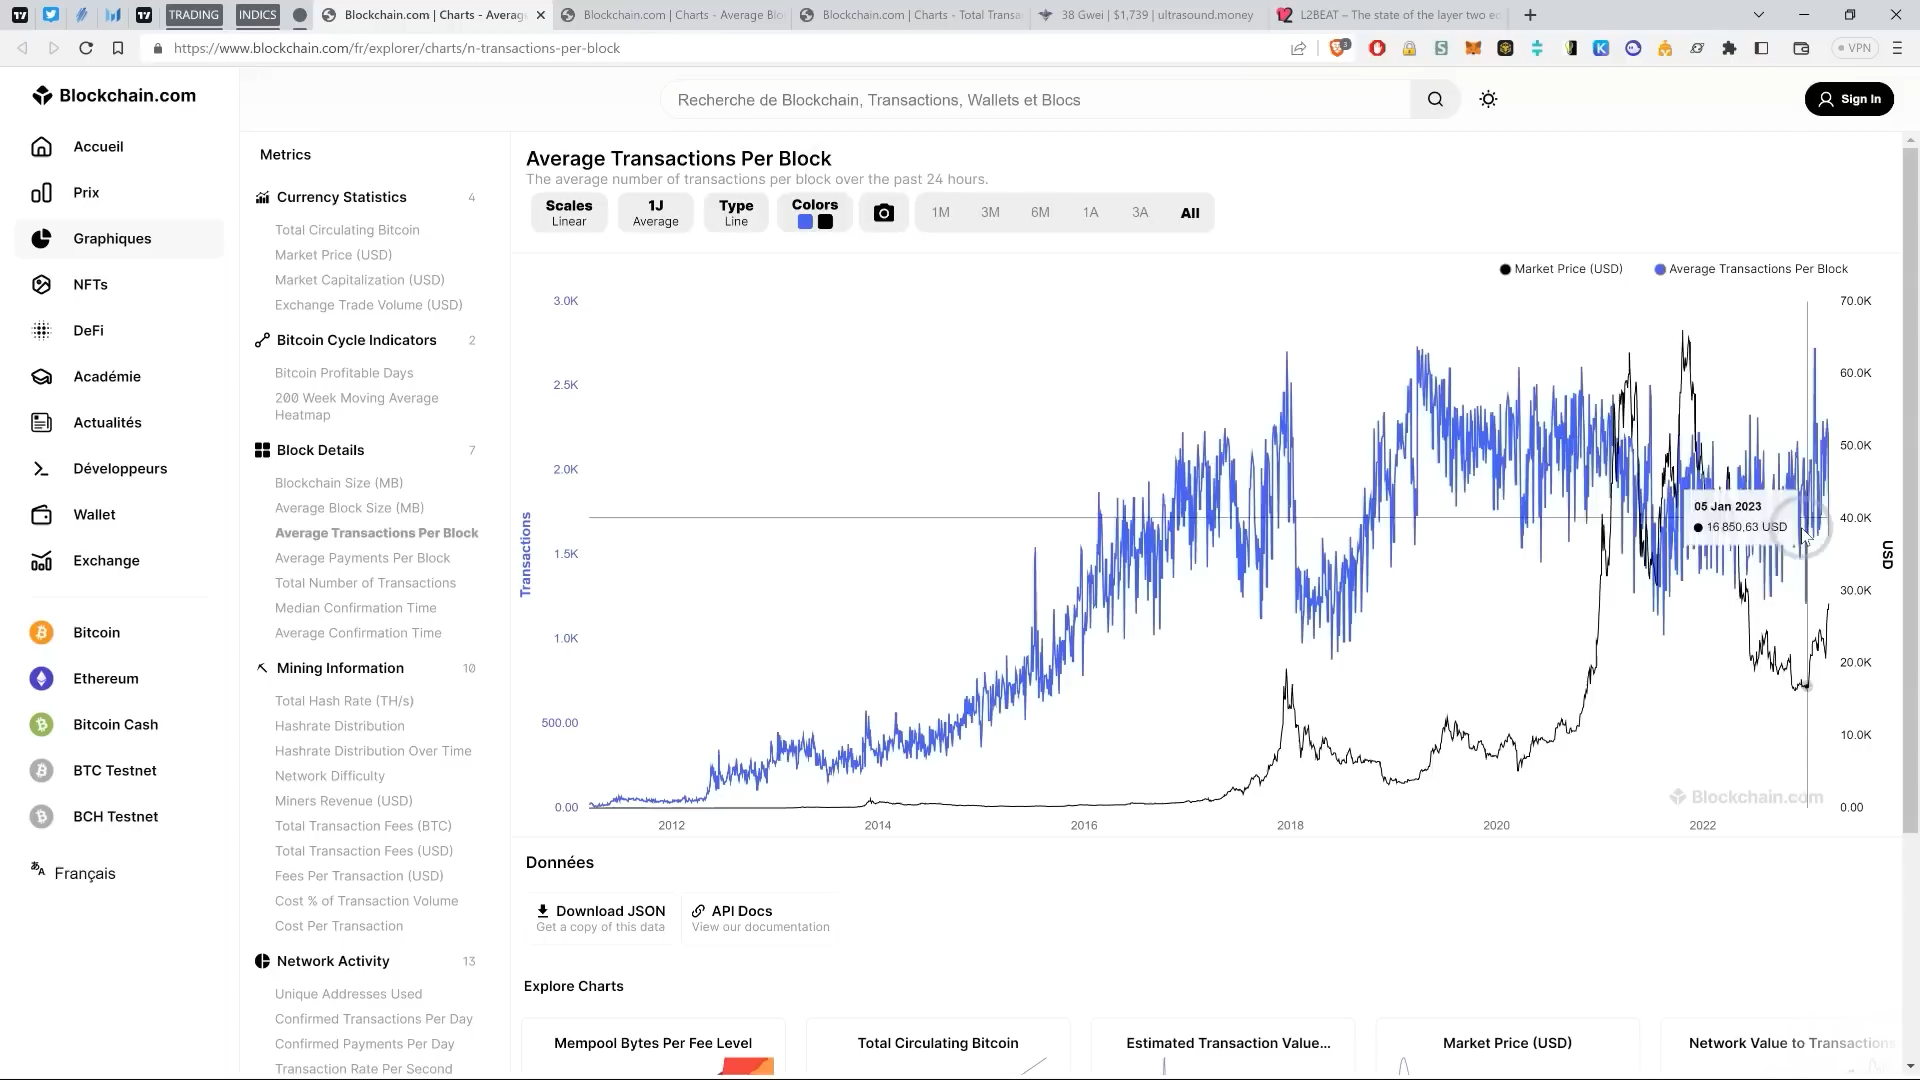 TRADING
INDICS
Blockchain.com | Charts - Average
Blockchain.com | Charts - Average Blo
Blockchain.com | Charts - Total Transa
38 Gwei | $1,739 | ultrasound.money
L2BEAT – The state of the layer two ec
https://www.blockchain.com/fr/explorer/charts/n-transactions-per-block
3
VPN
Blockchain.com
Recherche de Blockchain, Transactions, Wallets et Blocs
Sign In
Accueil
Prix
Graphiques
NFTs
DeFi
Académie
Actualités
Développeurs
Wallet
Exchange
Bitcoin
Ethereum
Bitcoin Cash
BTC Testnet
BCH Testnet
Français
Metrics
Currency Statistics 4
Total Circulating Bitcoin
Market Price (USD)
Market Capitalization (USD)
Exchange Trade Volume (USD)
Bitcoin Cycle Indicators 2
Bitcoin Profitable Days
200 Week Moving Average
Heatmap
Block Details 7
Blockchain Size (MB)
Average Block Size (MB)
Average Transactions Per Block
Average Payments Per Block
Total Number of Transactions
Median Confirmation Time
Average Confirmation Time
Mining Information 10
Total Hash Rate (TH/s)
Hashrate Distribution
Hashrate Distribution Over Time
Network Difficulty
Miners Revenue (USD)
Total Transaction Fees (BTC)
Total Transaction Fees (USD)
Fees Per Transaction (USD)
Cost % of Transaction Volume
Cost Per Transaction
Network Activity 13
Unique Addresses Used
Confirmed Transactions Per Day
Confirmed Payments Per Day
Transaction Rate Per Second
Average Transactions Per Block
The average number of transactions per block over the past 24 hours.
Scales
Linear
1J
Average
Type
Line
Colors
1M 3M 6M 1A 3A All
Market Price (USD) Average Transactions Per Block
3.0K
2.5K
2.0K
1.5K
1.0K
500.00
0.00
Transactions
70.0K
60.0K
50.0K
40.0K
30.0K
20.0K
10.0K
0.00
USD
05 Jan 2023
16 850.63 USD
Blockchain.com
2012 2014 2016 2018 2020 2022
Données
Download JSON
Get a copy of this data
API Docs
View our documentation
Explore Charts
Mempool Bytes Per Fee Level
Total Circulating Bitcoin
Estimated Transaction Value...
Market Price (USD)
Network Value to Transactions